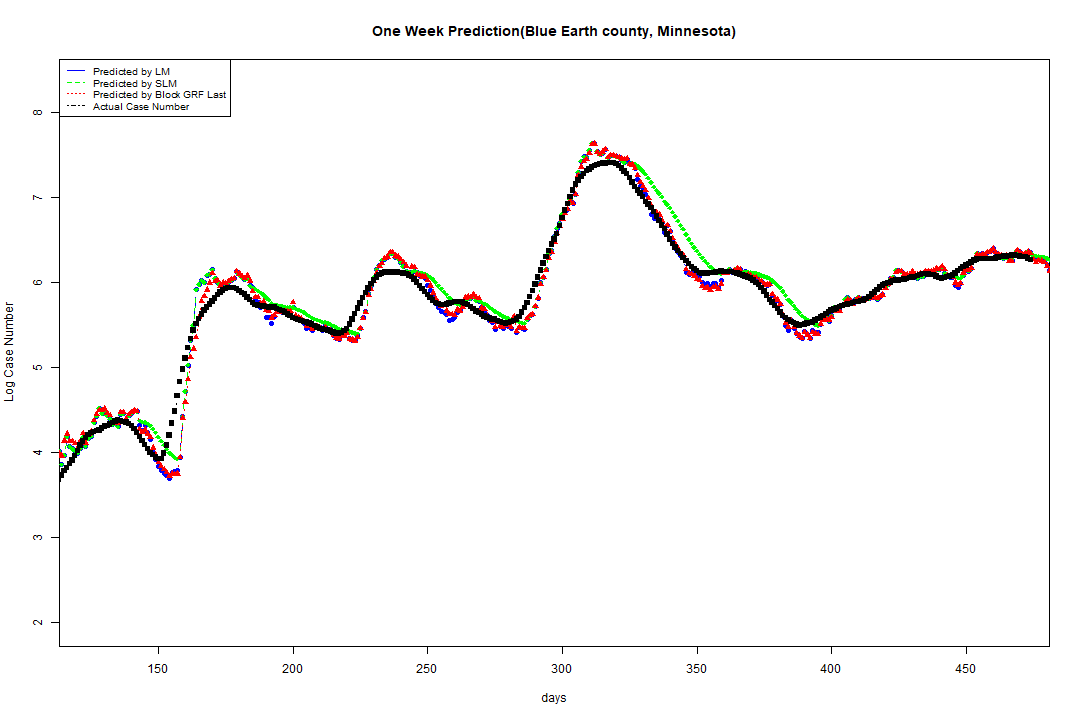 One Week Prediction(Blue Earth county, Minnesota)
Predicted by LM
Predicted by SLM
Predicted by Block GRF Last
Actual Case Number
Log Case Number
8
7
6
5
4
3
2
150 200 250 300 350 400 450
days